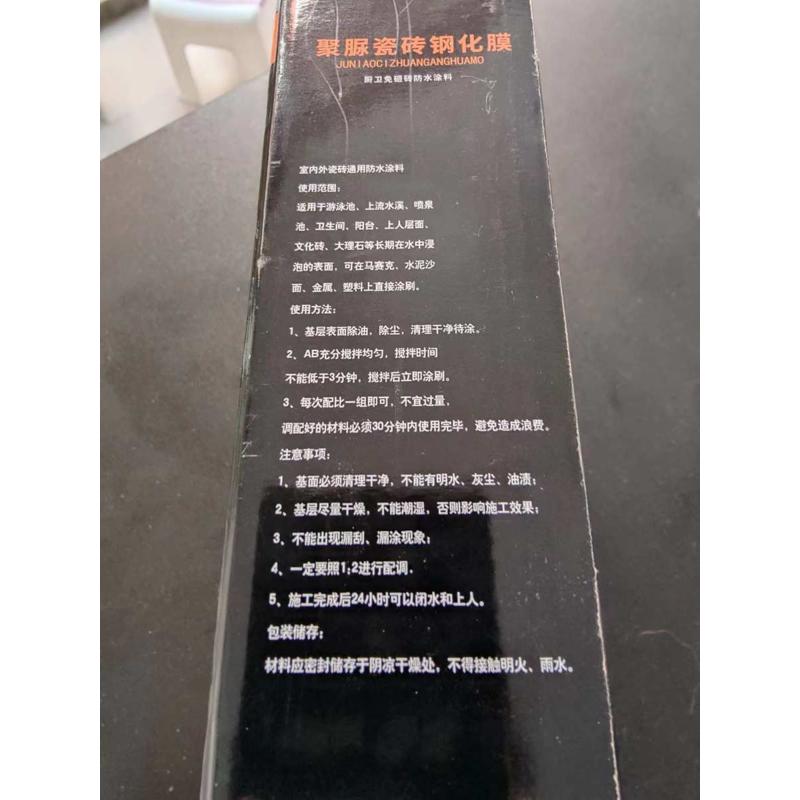 聚脲瓷砖钢化膜
JUNIAOCIZHUANGANGHUAMO
厨卫免砸砖防水涂料
室内外瓷砖通用防水涂料
使用范围:
适用于游泳池、上流水溪、喷泉
池、卫生间、阳台、上人层面、
文化砖、大理石等长期在水中浸
泡的表面,可在马赛克、水泥沙
面、金属、塑料上直接涂刷。
使用方法:
1、基层表面除油,除尘,清理干净待涂。
2、AB充分搅拌均匀,搅拌时间
不能低于3分钟,搅拌后立即涂刷。
3、每次配比一组即可,不宜过量,
调配好的材料必须30分钟内使用完毕,避免造成浪费。
注意事项:
1、基面必须清理干净,不能有明水、灰尘、油渍;
2、基层尽量干燥,不能潮湿,否则影响施工效果;
3、不能出现漏刮、漏涂现象;
4、一定要照1;2进行配调.
5、施工完成后24小时可以闭水和上人。
包装储存:
材料应密封储存于阴凉干燥处,不得接触明火、雨水。